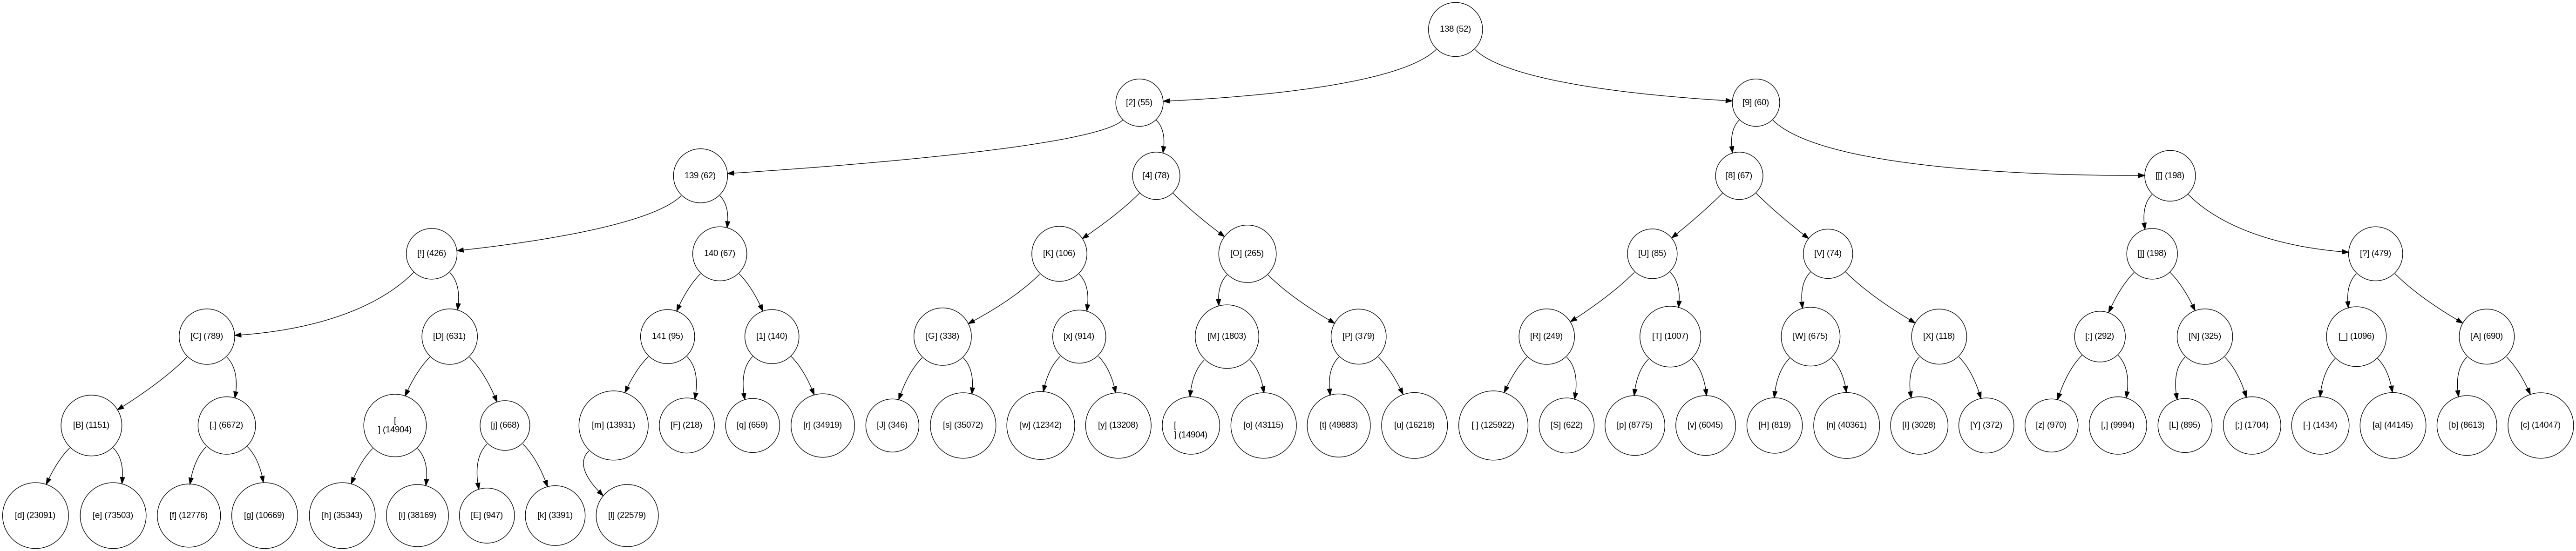 138 (52)
[2] (55)
[9] (60)
139 (62)
[4] (78)
[8] (67)
[[] (198)
[!] (426)
140 (67)
[K] (106)
[O] (265)
[U] (85)
[V] (74)
[]] (198)
[?] (479)
[C] (789)
[D] (631)
141 (95)
[1] (140)
[G] (338)
[x] (914)
[M] (1803)
[P] (379)
[R] (249)
[T] (1007)
[W] (675)
[X] (118)
[:] (292)
[N] (325)
[_] (1096)
[A] (690)
[B] (1151)
[.] (6672)
[
] (14904)
[j] (668)
[m] (13931)
[F] (218)
[q] (659)
[r] (34919)
[J] (346)
[s] (35072)
[w] (12342)
[y] (13208)
[
] (14904)
[o] (43115)
[t] (49883)
[u] (16218)
[ ] (125922)
[S] (622)
[p] (8775)
[v] (6045)
[H] (819)
[n] (40361)
[I] (3028)
[Y] (372)
[z] (970)
[,] (9994)
[L] (895)
[;] (1704)
[-] (1434)
[a] (44145)
[b] (8613)
[c] (14047)
[d] (23091)
[e] (73503)
[f] (12776)
[g] (10669)
[h] (35343)
[i] (38169)
[E] (947)
[k] (3391)
[l] (22579)